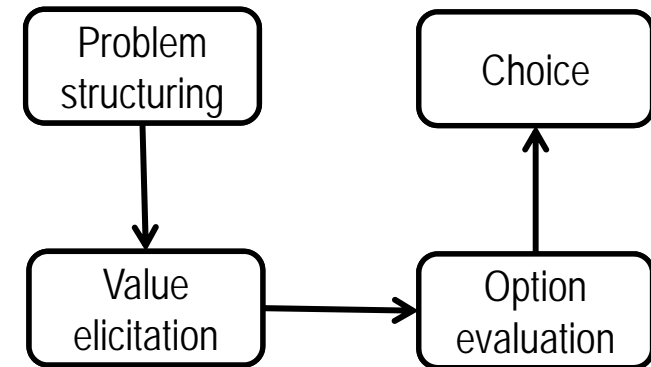 Problem
structuring
Choice
Value
elicitation
Option
evaluation